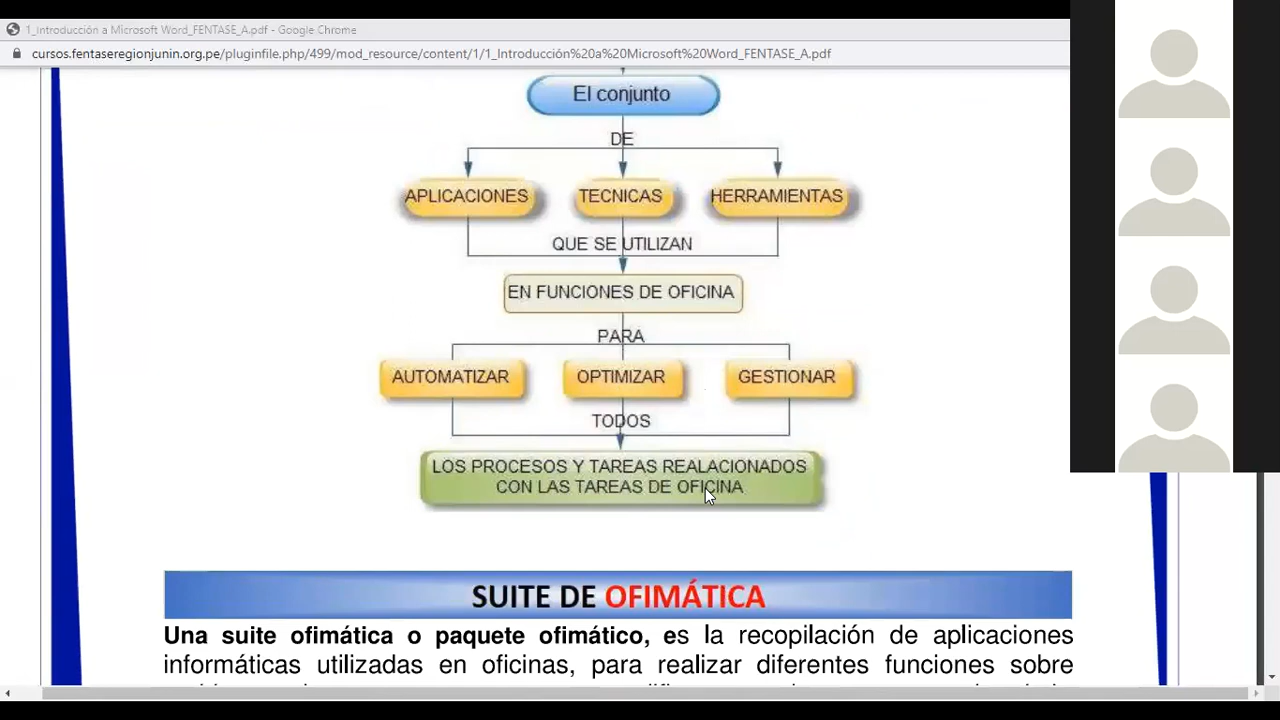 1_Introducción a Microsoft Word_FENTASE_A.pdf - Google Chrome
cursos.fentaseregionjunin.org.pe/pluginfile.php/499/mod_resource/content/1/1_Introducción%20a%20Microsoft%20Word_FENTASE_A.pdf
El conjunto
DE
APLICACIONES TECNICAS HERRAMIENTAS
QUE SE UTILIZAN
EN FUNCIONES DE OFICINA
PARA
AUTOMATIZAR OPTIMIZAR GESTIONAR
TODOS
LOS PROCESOS Y TAREAS REALACIONADOS
CON LAS TAREAS DE OFICINA
SUITE DE OFIMÁTICA
Una suite ofimática o paquete ofimático, es la recopilación de aplicaciones
informáticas utilizadas en oficinas, para realizar diferentes funciones sobre